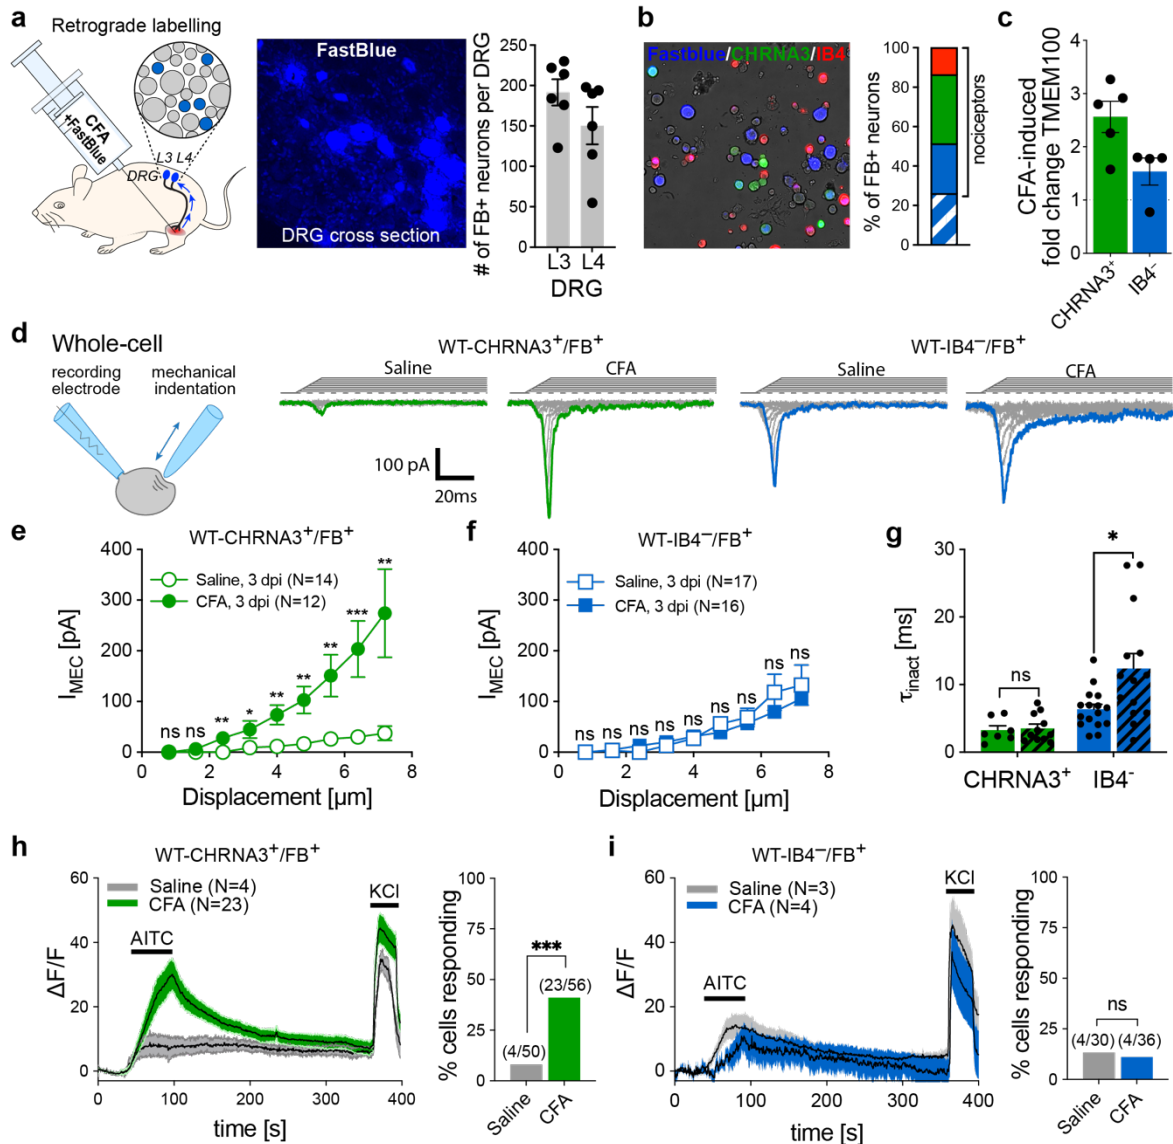 a
Retrograde labelling
CFA
+FastBlue
L3 L4
DRG
FastBlue
DRG cross section
# of FB+ neurons per DRG
250
200
150
100
50
0
L3 L4
DRG
b
Fastblue/CHRNA3/IB4
% of FB+ neurons
100
80
60
40
20
0
nociceptors
c
CFA-induced
fold change TMEM100
4
3
2
1
0
CHRNA3+
IB4-
d
Whole-cell
recording
electrode
mechanical
indentation
WT-CHRNA3+/FB+
Saline
CFA
WT-IB4−/FB+
Saline
CFA
100 pA
20ms
e
WT-CHRNA3+/FB+
IMEC [pA]
400
300
200
100
0
Saline, 3 dpi (N=14)
CFA, 3 dpi (N=12)
ns ns ** * ** ** ** *** **
0 2 4 6 8
Displacement [µm]
f
WT-IB4−/FB+
IMEC [pA]
400
300
200
100
0
Saline, 3 dpi (N=17)
CFA, 3 dpi (N=16)
ns ns ns ns ns ns ns ns ns
0 2 4 6 8
Displacement [µm]
g
τinact [ms]
30
20
10
0
ns
*
CHRNA3+ IB4-
h
WT-CHRNA3+/FB+
ΔF/F
60
40
20
0
Saline (N=4)
CFA (N=23)
AITC
KCl
0 100 200 300 400
time [s]
% cells responding
100
75
50
25
0
***
(4/50)
(23/56)
Saline
CFA
i
WT-IB4−/FB+
ΔF/F
60
40
20
0
Saline (N=3)
CFA (N=4)
AITC
KCl
0 100 200 300 400
time [s]
% cells responding
100
75
50
25
0
ns
(4/30) (4/36)
Saline
CFA